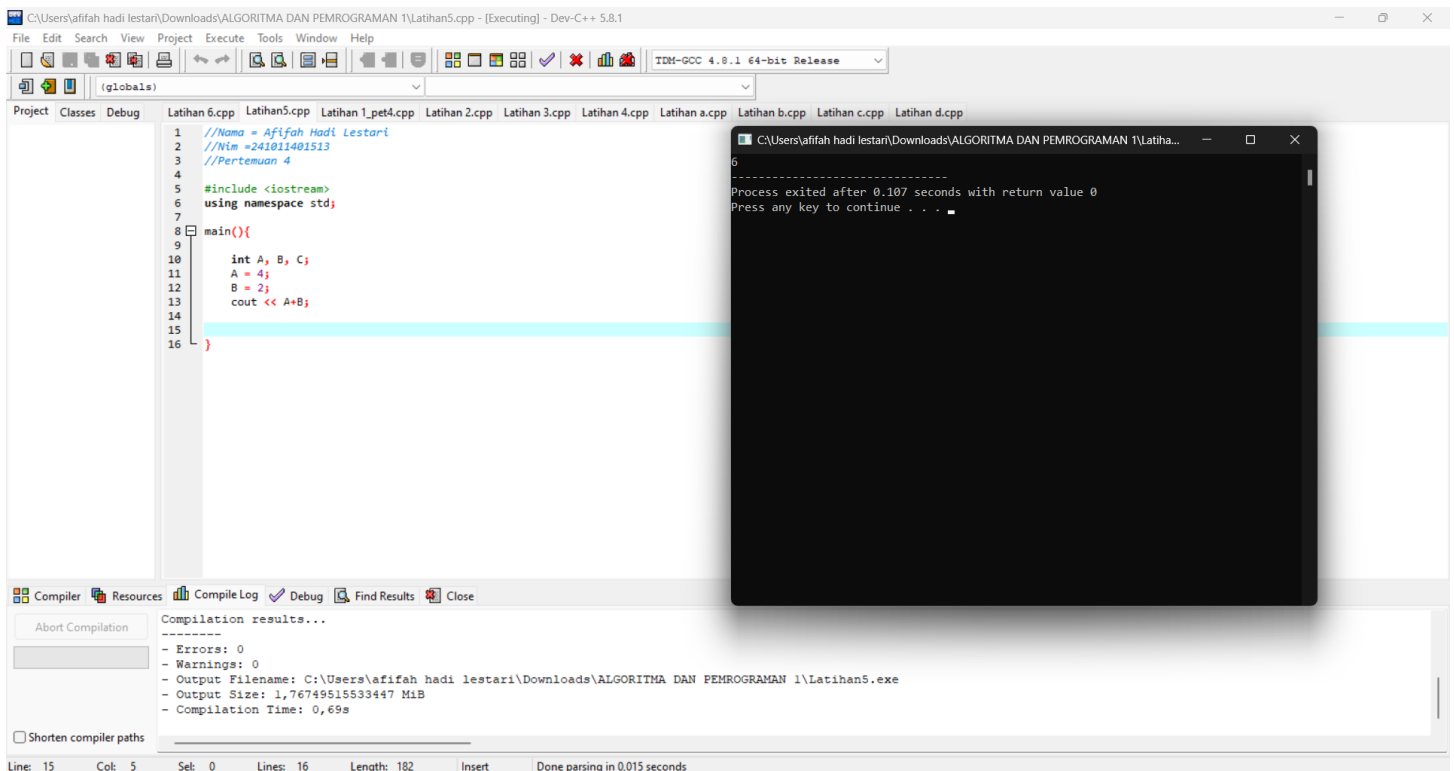 C:\Users\afifah hadi lestari\Downloads\ALGORITMA DAN PEMROGRAMAN 1\Latihan5.cpp - [Executing] - Dev-C++ 5.8.1
File Edit Search View Project Execute Tools Window Help
TDM-GCC 4.8.1 64-bit Release
(globals)
Project Classes Debug
Latihan 6.cpp Latihan5.cpp Latihan 1_pet4.cpp Latihan 2.cpp Latihan 3.cpp Latihan 4.cpp Latihan a.cpp Latihan b.cpp Latihan c.cpp Latihan d.cpp
1 //Nama = Afifah Hadi Lestari
2 //Nim =241011401513
3 //Pertemuan 4
4
5 #include <iostream>
6 using namespace std;
7
8 main(){
9
10 int A, B, C;
11 A = 4;
12 B = 2;
13 cout << A+B;
14
15
16 }
C:\Users\afifah hadi lestari\Downloads\ALGORITMA DAN PEMROGRAMAN 1\Latiha...
6
--------------------------------
Process exited after 0.107 seconds with return value 0
Press any key to continue . . .
Compiler Resources Compile Log Debug Find Results Close
Abort Compilation
Shorten compiler paths
Compilation results...
--------
- Errors: 0
- Warnings: 0
- Output Filename: C:\Users\afifah hadi lestari\Downloads\ALGORITMA DAN PEMROGRAMAN 1\Latihan5.exe
- Output Size: 1,76749515533447 MiB
- Compilation Time: 0,69s
Line: 15 Col: 5 Sel: 0 Lines: 16 Length: 182 Insert Done parsing in 0.015 seconds